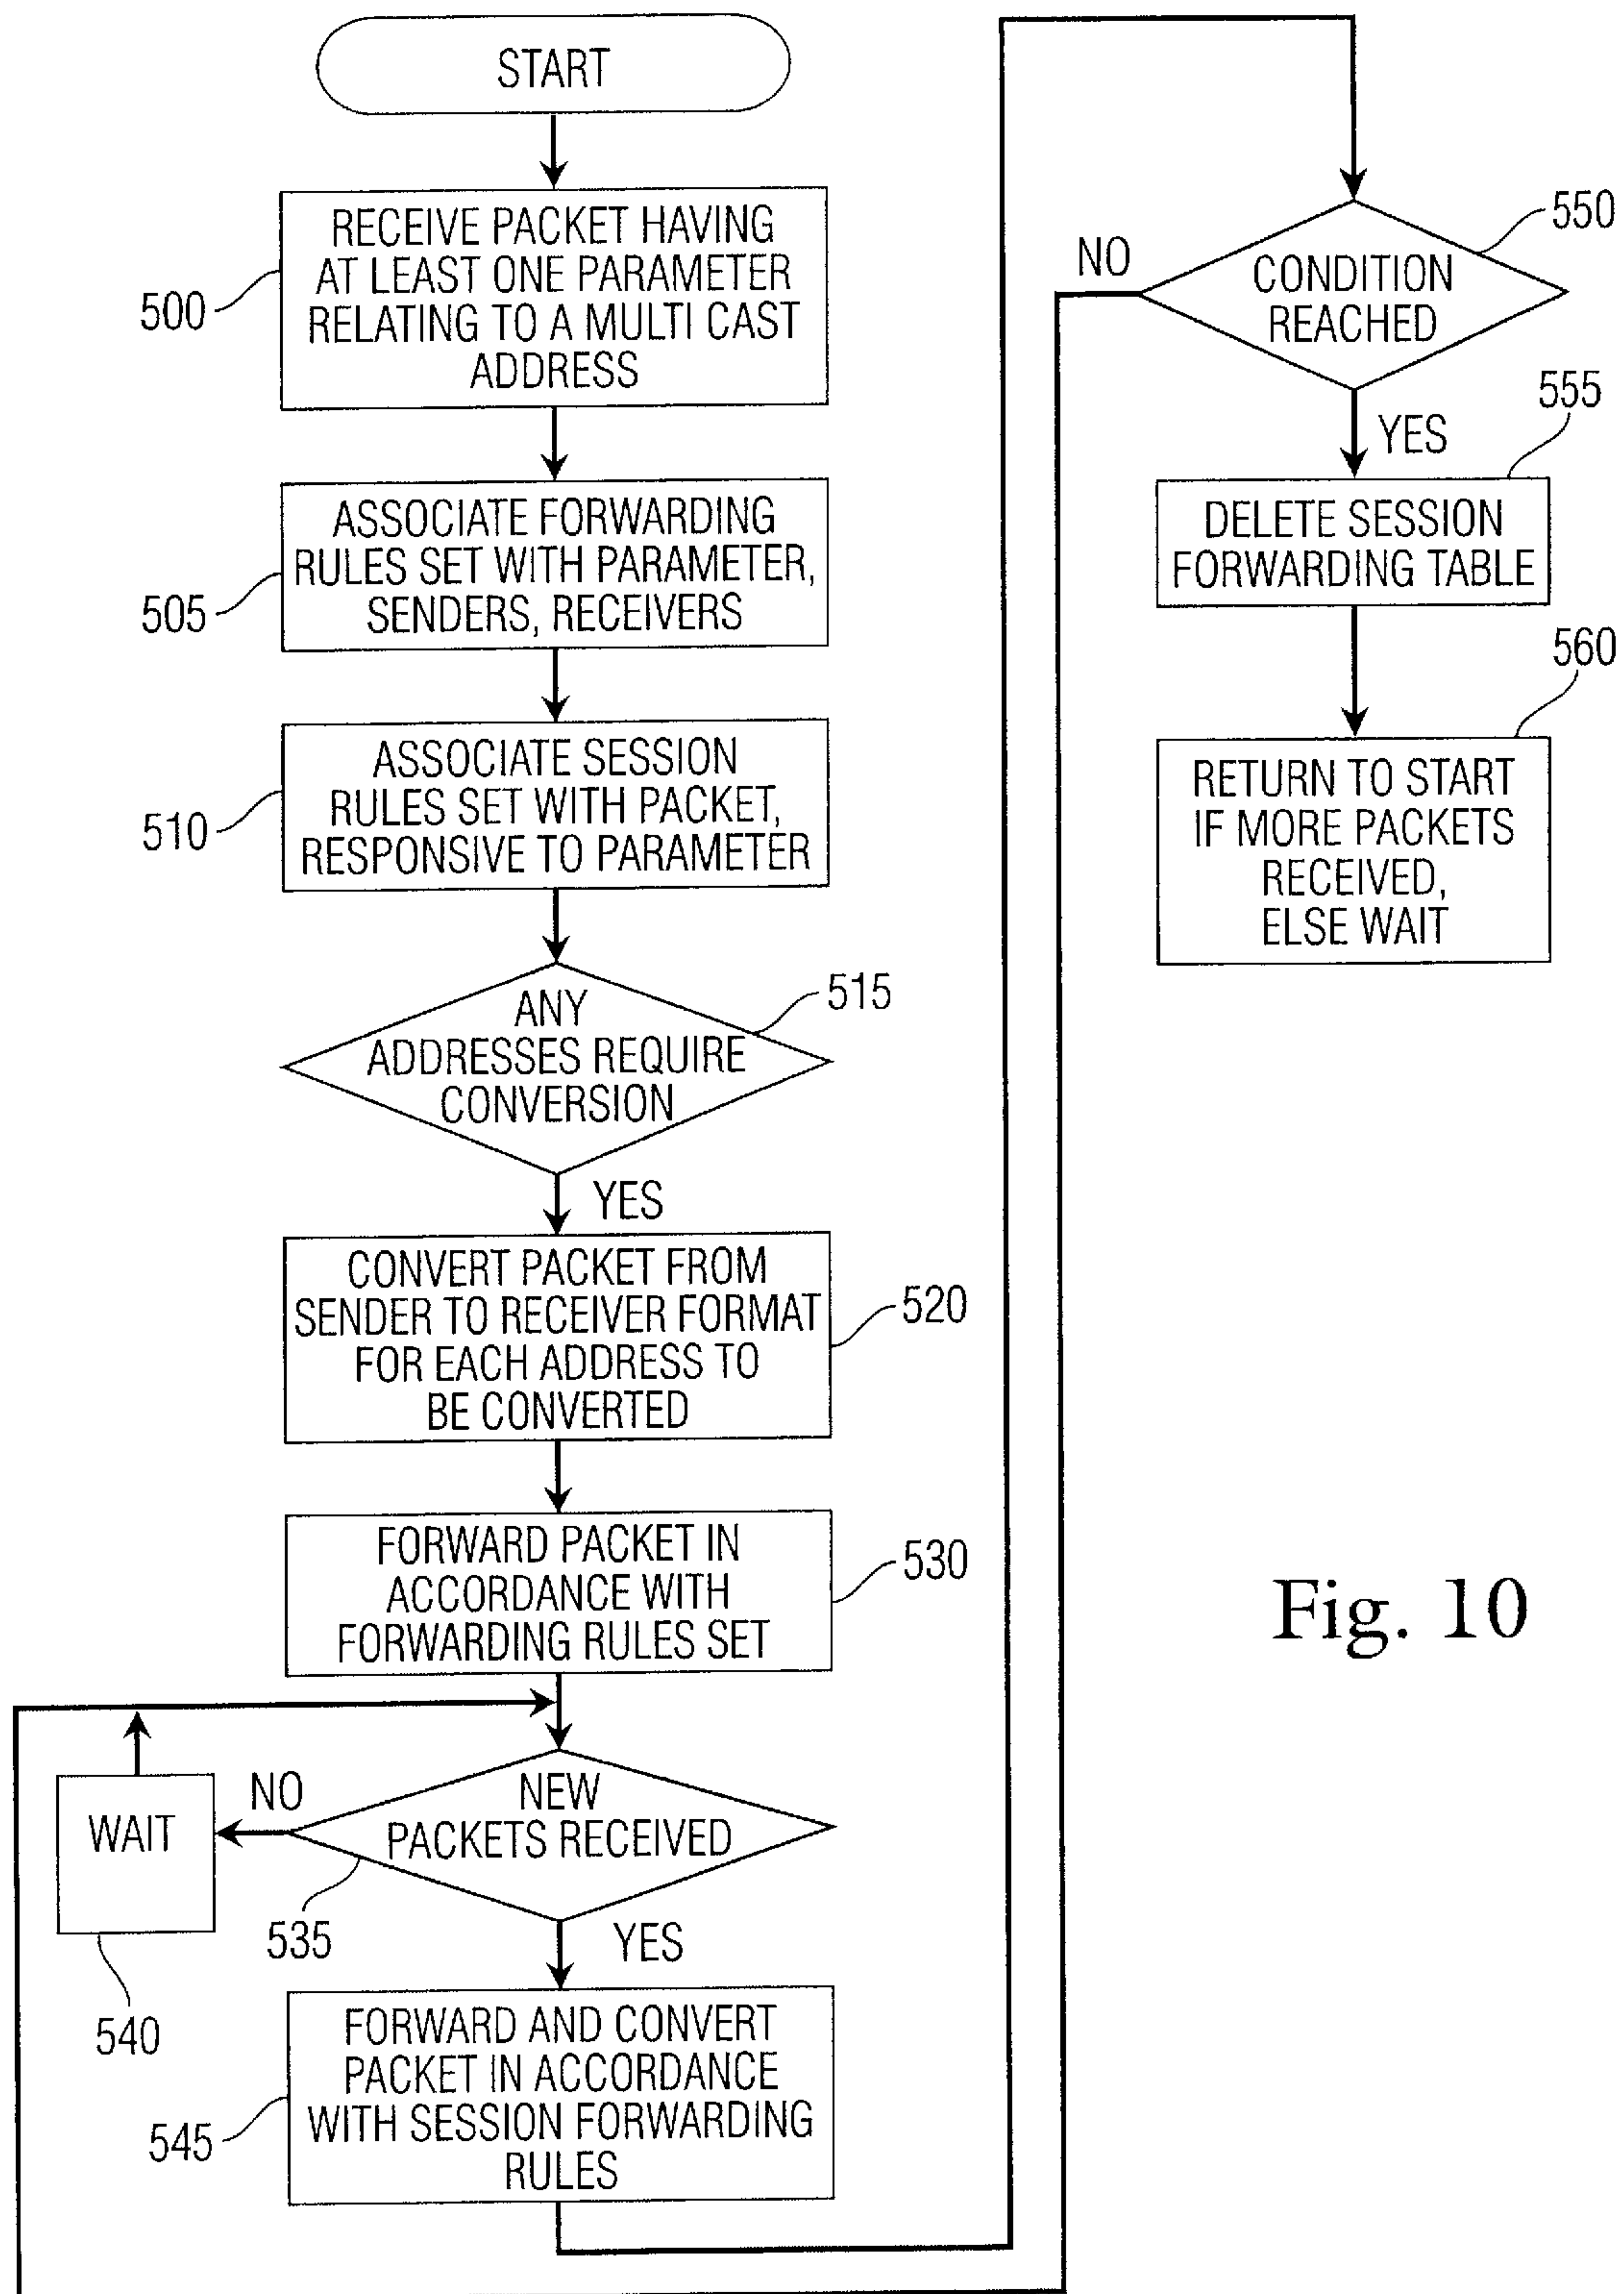 START
500
RECEIVE PACKET HAVING
AT LEAST ONE PARAMETER
RELATING TO A MULTI CAST
ADDRESS
505
ASSOCIATE FORWARDING
RULES SET WITH PARAMETER,
SENDERS, RECEIVERS
510
ASSOCIATE SESSION
RULES SET WITH PACKET,
RESPONSIVE TO PARAMETER
515
ANY
ADDRESSES REQUIRE
CONVERSION
YES
CONVERT PACKET FROM
SENDER TO RECEIVER FORMAT
FOR EACH ADDRESS TO
BE CONVERTED
520
FORWARD PACKET IN
ACCORDANCE WITH
FORWARDING RULES SET
530
NEW
PACKETS RECEIVED
535
NO
WAIT
540
YES
FORWARD AND CONVERT
PACKET IN ACCORDANCE
WITH SESSION FORWARDING
RULES
545
550
CONDITION
REACHED
NO
YES
555
DELETE SESSION
FORWARDING TABLE
560
RETURN TO START
IF MORE PACKETS
RECEIVED,
ELSE WAIT
Fig. 10